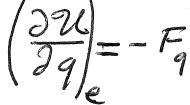 (∂U/∂q)_e = - F_q